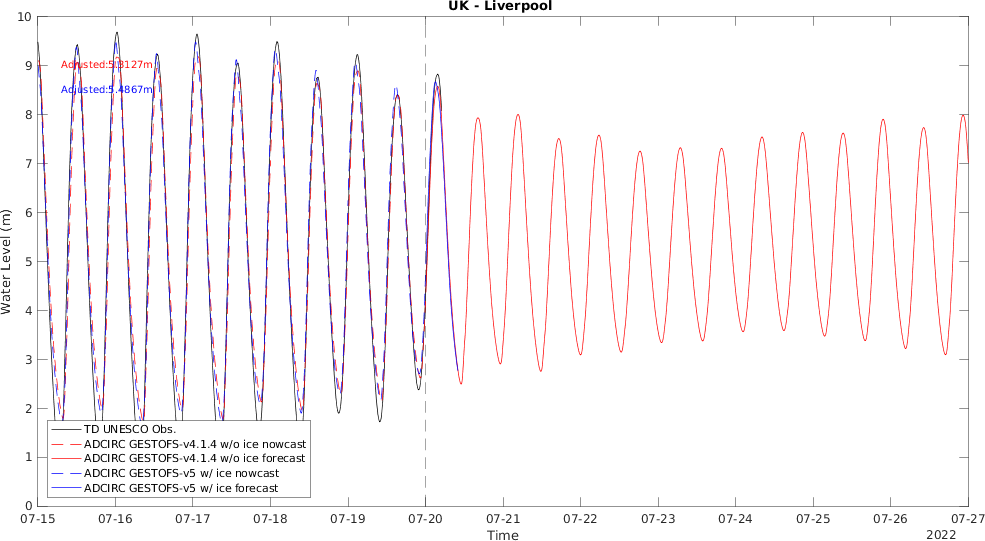 UK - Liverpool
10
9
8
7
6
5
4
3
2
1
0
Water Level (m)
Adjusted:5.3127m
Adjusted:5.4867m
TD UNESCO Obs.
ADCIRC GESTOFS-v4.1.4 w/o ice nowcast
ADCIRC GESTOFS-v4.1.4 w/o ice forecast
ADCIRC GESTOFS-v5 w/ ice nowcast
ADCIRC GESTOFS-v5 w/ ice forecast
07-15 07-16 07-17 07-18 07-19 07-20 07-21 07-22 07-23 07-24 07-25 07-26 07-27
Time
2022